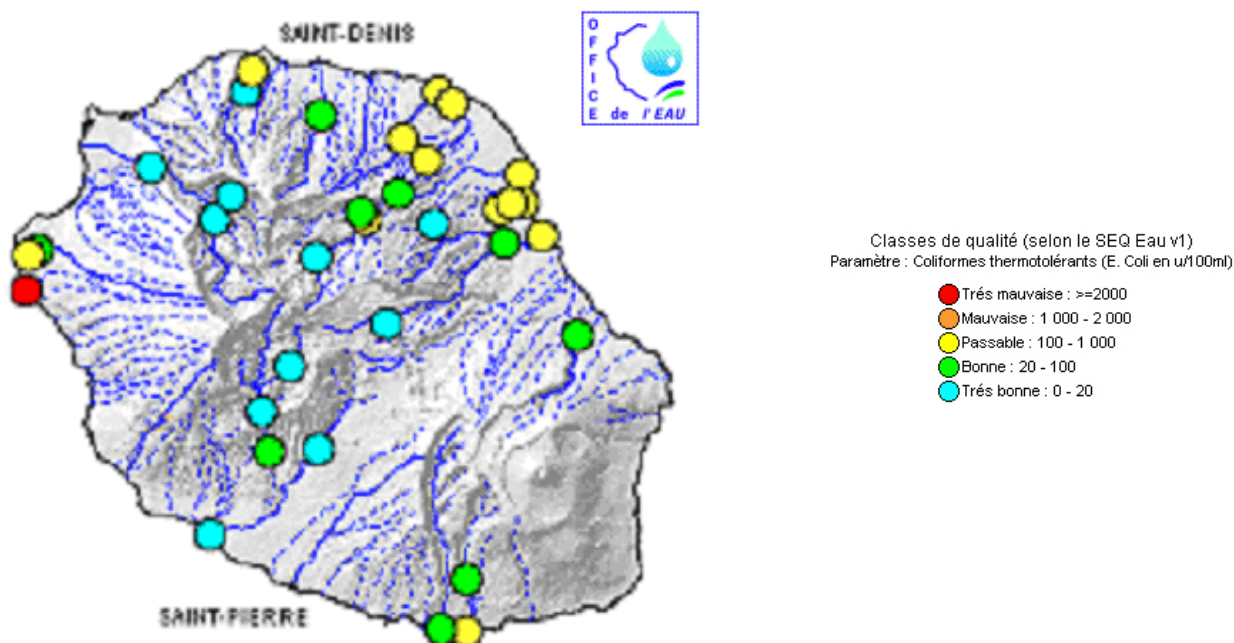 SAINT-DENIS
OFFICE
de l'EAU
Classes de qualité (selon le SEQ Eau v1)
Paramètre : Coliformes thermotolérants (E. Coli en u/100ml)
Trés mauvaise : >=2000
Mauvaise : 1 000 - 2 000
Passable : 100 - 1 000
Bonne : 20 - 100
Trés bonne : 0 - 20
SAINT-PIERRE